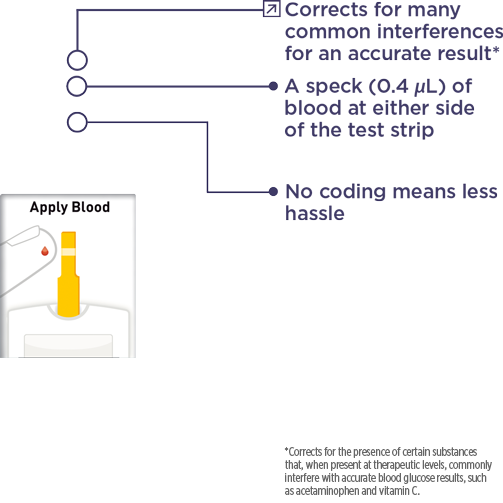 Corrects for many
common interferences
for an accurate result*
A speck (0.4 µL) of
blood at either side
of the test strip
No coding means less
hassle
Apply Blood
*Corrects for the presence of certain substances
that, when present at therapeutic levels, commonly
interfere with accurate blood glucose results, such
as acetaminophen and vitamin C.